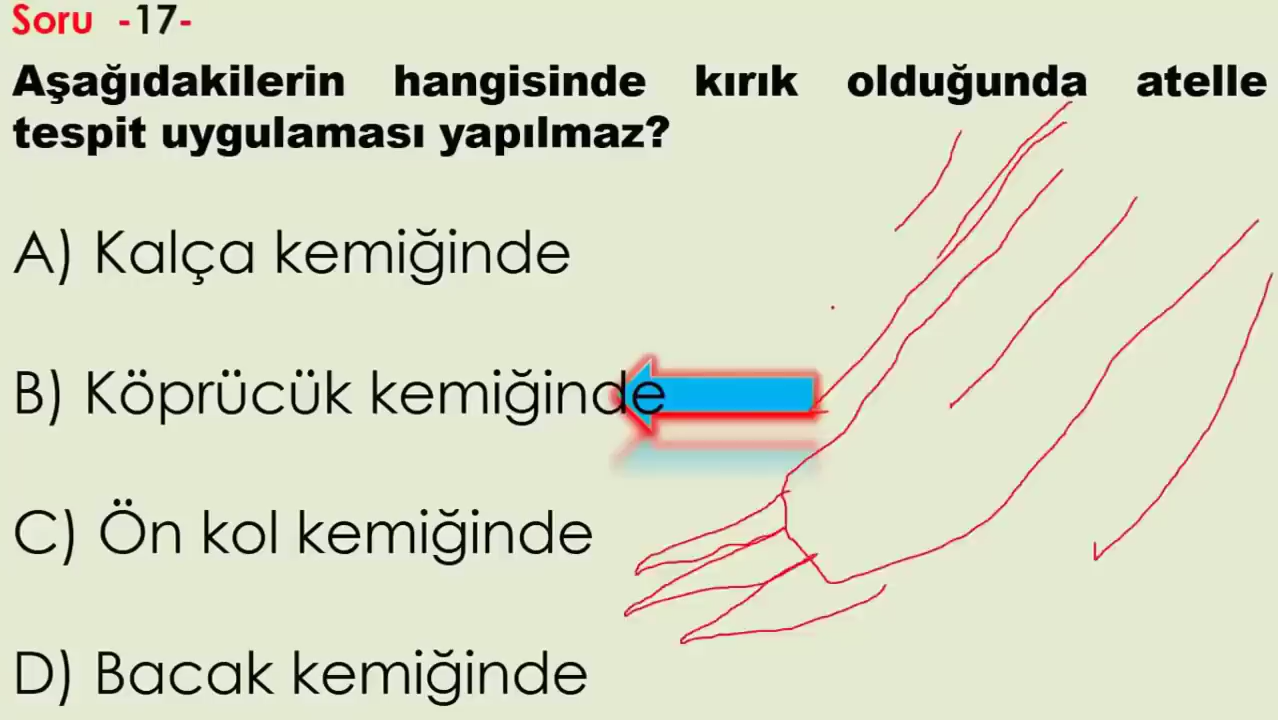 Soru -17-
Aşağıdakilerin hangisinde kırık olduğunda atelle
tespit uygulaması yapılmaz?
A) Kalça kemiğinde
B) Köprücük kemiğinde
C) Ön kol kemiğinde
D) Bacak kemiğinde